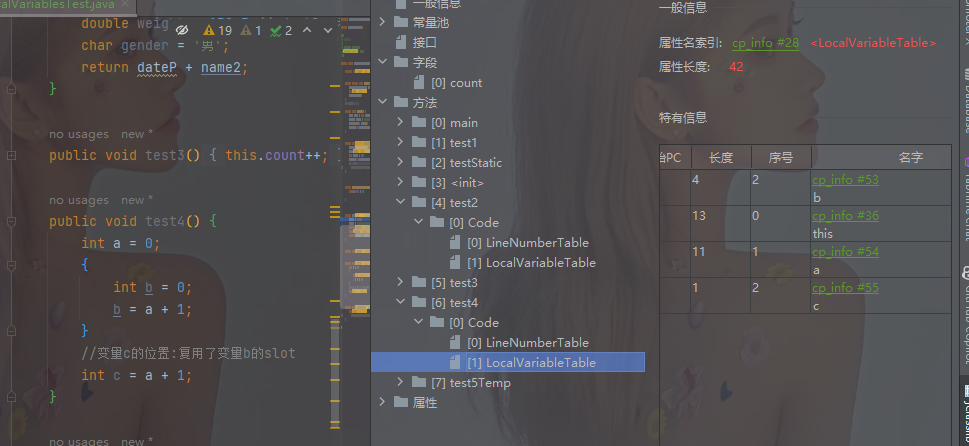 alVariablesTest.java
double weig
19 1 2
char gender = '男';
return dateP + name2;
}
no usages new *
public void test3() { this.count++;
no usages new *
public void test4() {
int a = 0;
{
int b = 0;
b = a + 1;
}
//变量c的位置:复用了变量b的slot
int c = a + 1;
}
no usages new *
一般信息
常量池
接口
字段
[0] count
方法
[0] main
[1] test1
[2] testStatic
[3] <init>
[4] test2
[0] Code
[0] LineNumberTable
[1] LocalVariableTable
[5] test3
[6] test4
[0] Code
[0] LineNumberTable
[1] LocalVariableTable
[7] test5Temp
属性
一般信息
属性名索引: cp_info #28 <LocalVariableTable>
属性长度: 42
特有信息
PC 长度 序号 名字
4 2 cp_info #53
b
13 0 cp_info #36
this
11 1 cp_info #54
a
1 2 cp_info #55
c